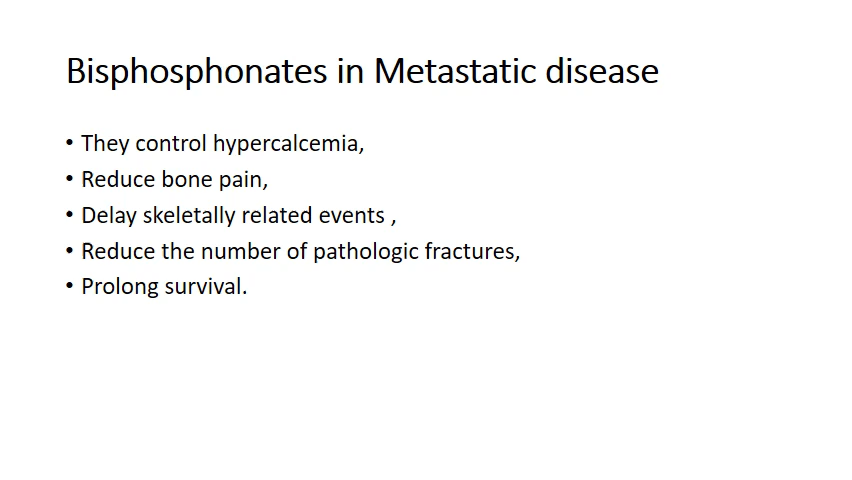 Bisphosphonates in Metastatic disease
• They control hypercalcemia,
• Reduce bone pain,
• Delay skeletally related events ,
• Reduce the number of pathologic fractures,
• Prolong survival.